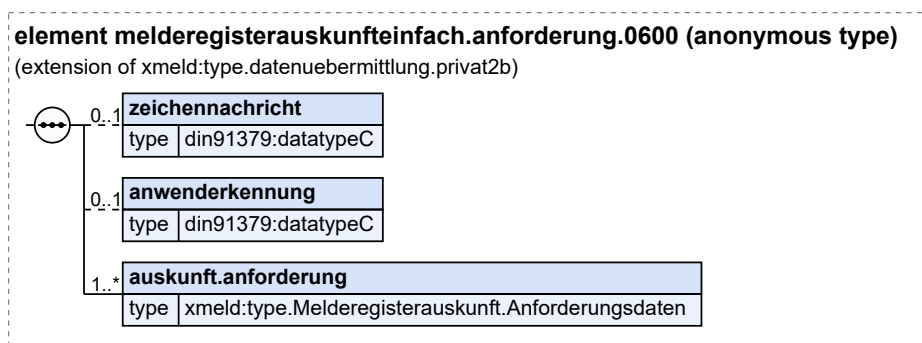 element melderegisterauskunfteinfach.anforderung.0600 (anonymous type)
(extension of xmeld:type.datenuebermittlung.privat2b)
0..1 zeichennachricht
type din91379:datatypeC
0..1 anwenderkennung
type din91379:datatypeC
1..* auskunft.anforderung
type xmeld:type.Melderegisterauskunft.Anforderungsdaten